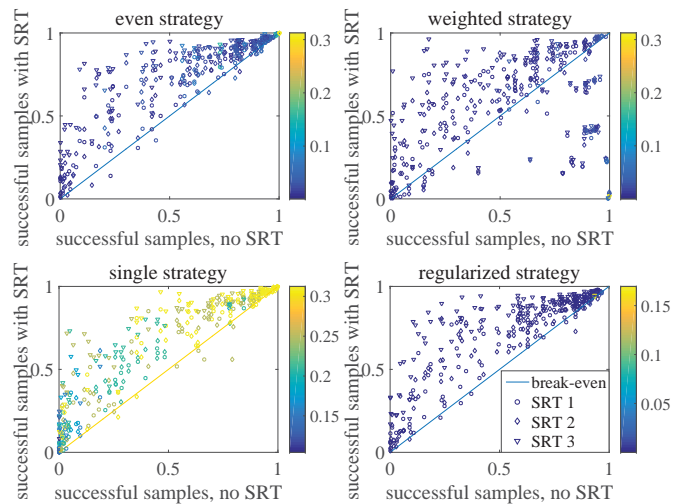 even strategy
successful samples with SRT
1
0.5
0
0 0.5 1
successful samples, no SRT
0.3
0.2
0.1
weighted strategy
successful samples with SRT
1
0.5
0
0 0.5 1
successful samples, no SRT
0.3
0.2
0.1
single strategy
successful samples with SRT
1
0.5
0
0 0.5 1
successful samples, no SRT
0.3
0.25
0.2
0.15
regularized strategy
successful samples with SRT
1
0.5
0
0 0.5 1
successful samples, no SRT
break-even
SRT 1
SRT 2
SRT 3
0.15
0.1
0.05